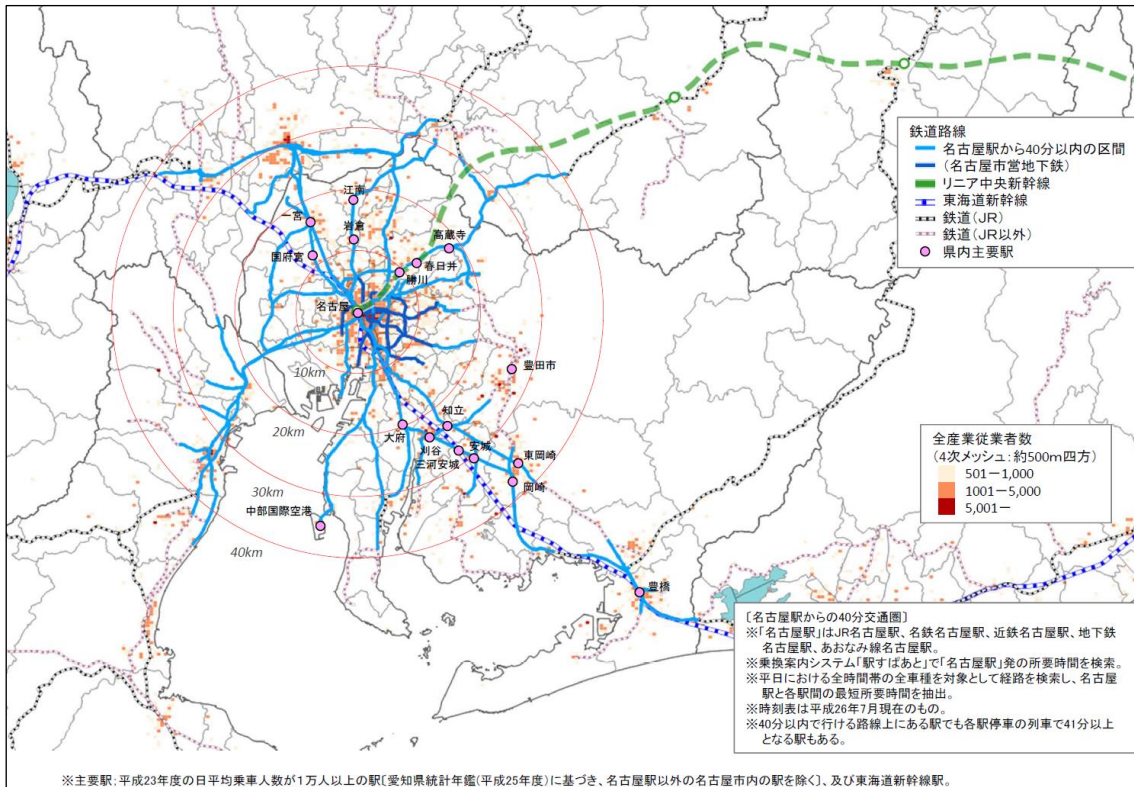 鉄道路線
名古屋駅から40分以内の区間
(名古屋市営地下鉄)
リニア中央新幹線
東海道新幹線
鉄道(JR)
鉄道(JR以外)
県内主要駅
江南
一宮
岩倉
高蔵寺
国府宮
春日井
勝川
名古屋
10km
豊田市
20km
知立
大府
刈谷
安城
三河安城
東岡崎
岡崎
30km
中部国際空港
40km
豊橋
全産業従業者数
(4次メッシュ:約500m四方)
501-1,000
1001-5,000
5,001-
〔名古屋駅からの40分交通圏〕
※「名古屋駅」はJR名古屋駅、名鉄名古屋駅、近鉄名古屋駅、地下鉄
名古屋駅、あおなみ線名古屋駅。
※乗換案内システム「駅すぱあと」で「名古屋駅」発の所要時間を検索。
※平日における全時間帯の全車種を対象として経路を検索し、名古屋
駅と各駅間の最短所要時間を抽出。
※時刻表は平成26年7月現在のもの。
※40分以内で行ける路線上にある駅でも各駅停車の列車で41分以上
となる駅もある。
※主要駅:平成23年度の日平均乗車人数が1万人以上の駅〔愛知県統計年鑑(平成25年度)に基づき、名古屋駅以外の名古屋市内の駅を除く〕、及び東海道新幹線駅。